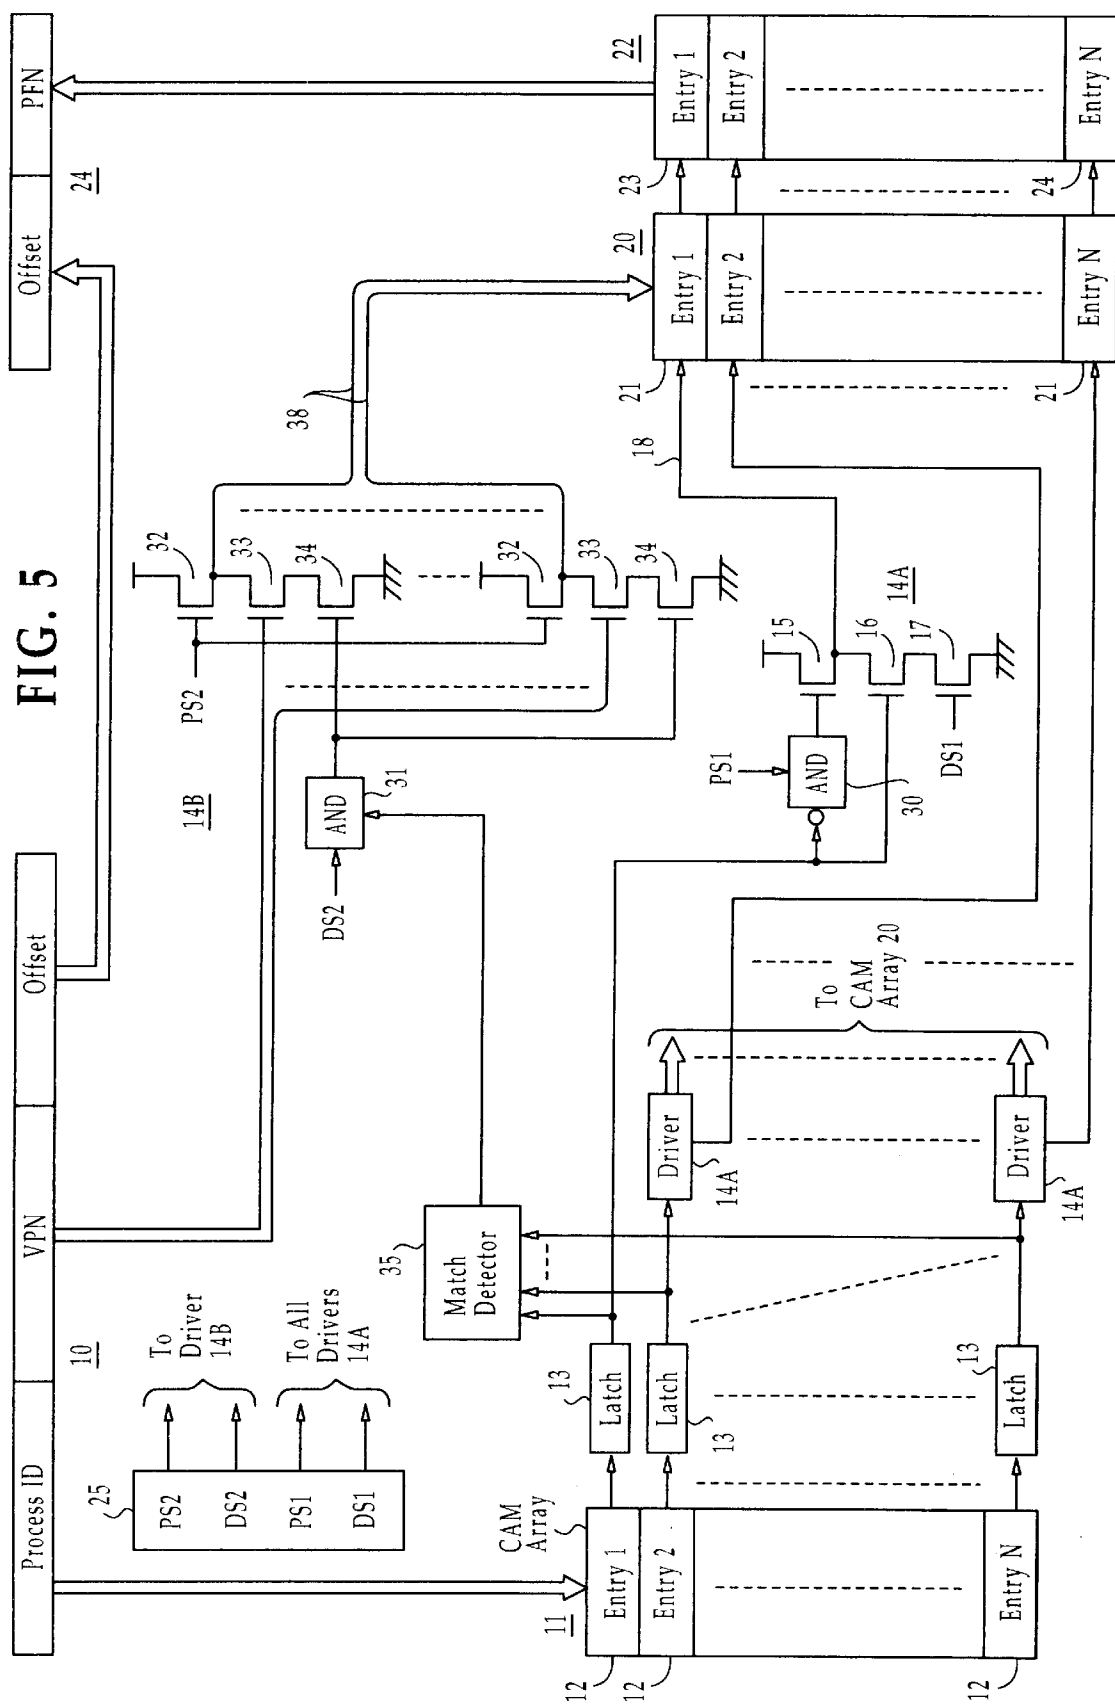 FIG. 5
Process ID
VPN
Offset
10
Offset
PFN
24
25
PS2
DS2
PS1
DS1
To
Driver
14B
To All
Drivers
14A
14B
PS2
32
33
34
32
33
34
38
DS2
AND
31
35
Match
Detector
CAM
Array
11
12
Entry 1
12
Entry 2
12
Entry N
13
Latch
Latch
13
13
Latch
Driver
14A
Driver
14A
To
CAM
Array 20
PS1
AND
30
15
16
17
DS1
14A
18
20
21
Entry 1
Entry 2
21
Entry N
22
23
Entry 1
Entry 2
24
Entry N